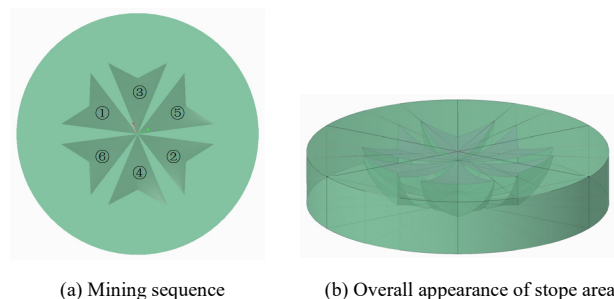 ③
① ⑤
⑥ ②
④
(a) Mining sequence
(b) Overall appearance of stope area